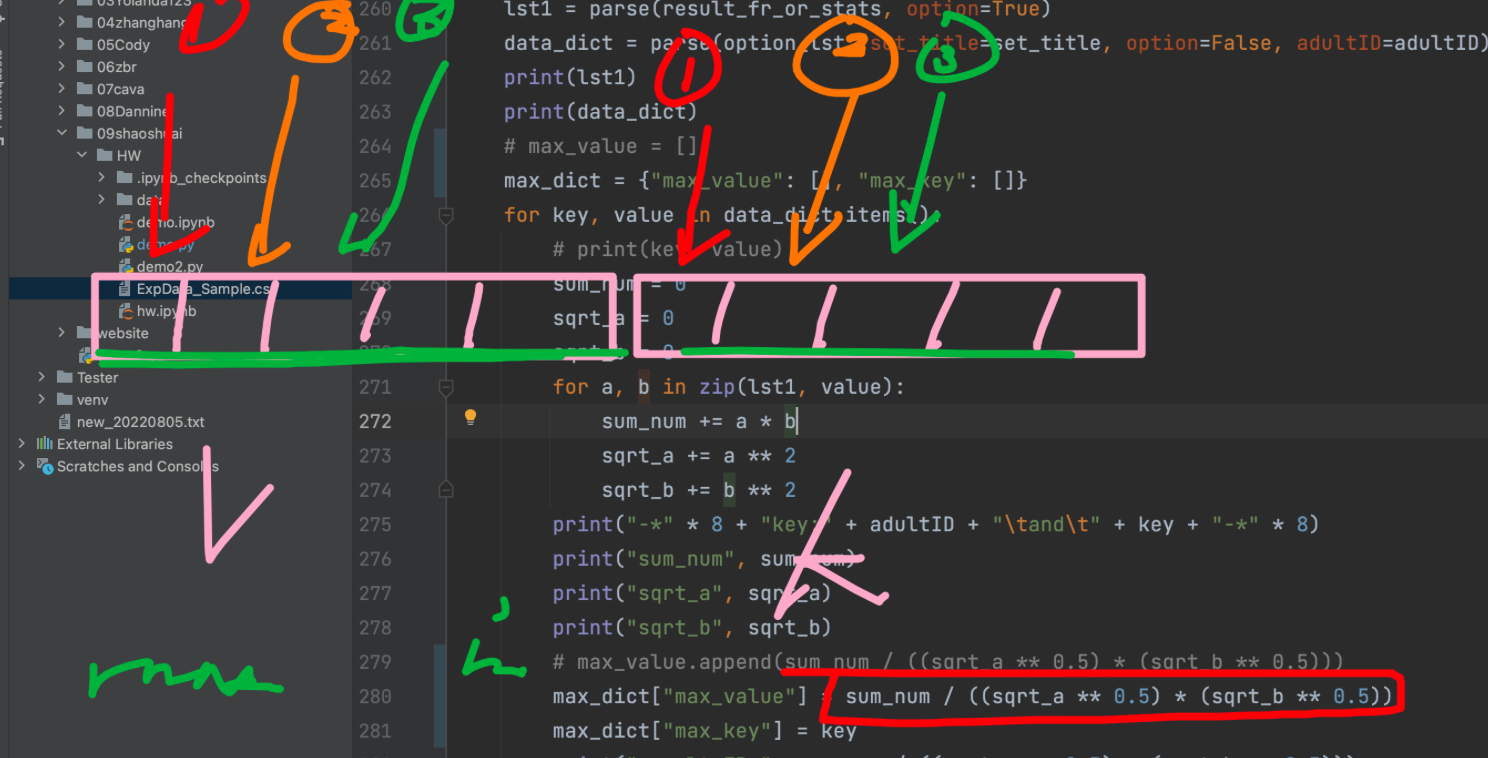 03Yolanda123
04zhanghang
05Cody
06zbr
07cava
08Dannine
09shaoshuai
HW
.ipynb_checkpoints
data
demo.ipynb
demo.py
demo2.py
ExpData_Sample.cs
hw.ipynb
website
Tester
venv
new_20220805.txt
External Libraries
Scratches and Consoles
260 lst1 = parse(result_fr_or_stats, option=True)
261 data_dict = parse(option_lst, set_title=set_title, option=False, adultID=adultID)
262 print(lst1)
263 print(data_dict)
264 # max_value = []
265 max_dict = {"max_value": [], "max_key": []}
266 for key, value in data_dict.items():
267 # print(key, value)
268 sum_num = 0
269 sqrt_a = 0
270 sqrt_b = 0
271 for a, b in zip(lst1, value):
272 sum_num += a * b
273 sqrt_a += a ** 2
274 sqrt_b += b ** 2
275 print("-*" * 8 + "key:" + adultID + "\tand\t" + key + "-*" * 8)
276 print("sum_num", sum_num)
277 print("sqrt_a", sqrt_a)
278 print("sqrt_b", sqrt_b)
279 # max_value.append(sum_num / ((sqrt_a ** 0.5) * (sqrt_b ** 0.5)))
280 max_dict["max_value"] = sum_num / ((sqrt_a ** 0.5) * (sqrt_b ** 0.5))
281 max_dict["max_key"] = key
1
2
3
1
2
3